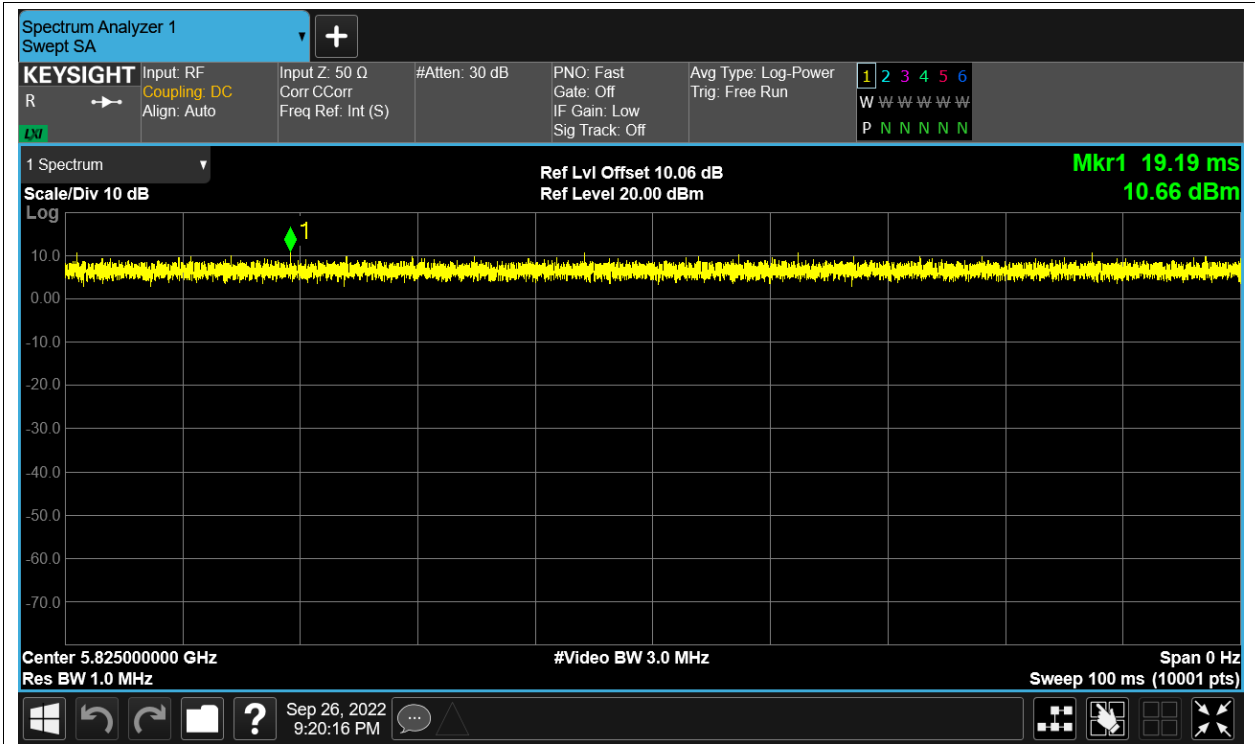 Spectrum Analyzer 1
Swept SA
KEYSIGHT
R
LXI
Input: RF
Coupling: DC
Align: Auto
Input Z: 50 Ω
Corr CCorr
Freq Ref: Int (S)
#Atten: 30 dB
PNO: Fast
Gate: Off
IF Gain: Low
Sig Track: Off
Avg Type: Log-Power
Trig: Free Run
1 2 3 4 5 6
W W W W W W
P N N N N N
1 Spectrum
Scale/Div 10 dB
Log
Ref Lvl Offset 10.06 dB
Ref Level 20.00 dBm
Mkr1 19.19 ms
10.66 dBm
1
10.0
0.00
-10.0
-20.0
-30.0
-40.0
-50.0
-60.0
-70.0
Center 5.825000000 GHz
Res BW 1.0 MHz
#Video BW 3.0 MHz
Span 0 Hz
Sweep 100 ms (10001 pts)
?
Sep 26, 2022
9:20:16 PM